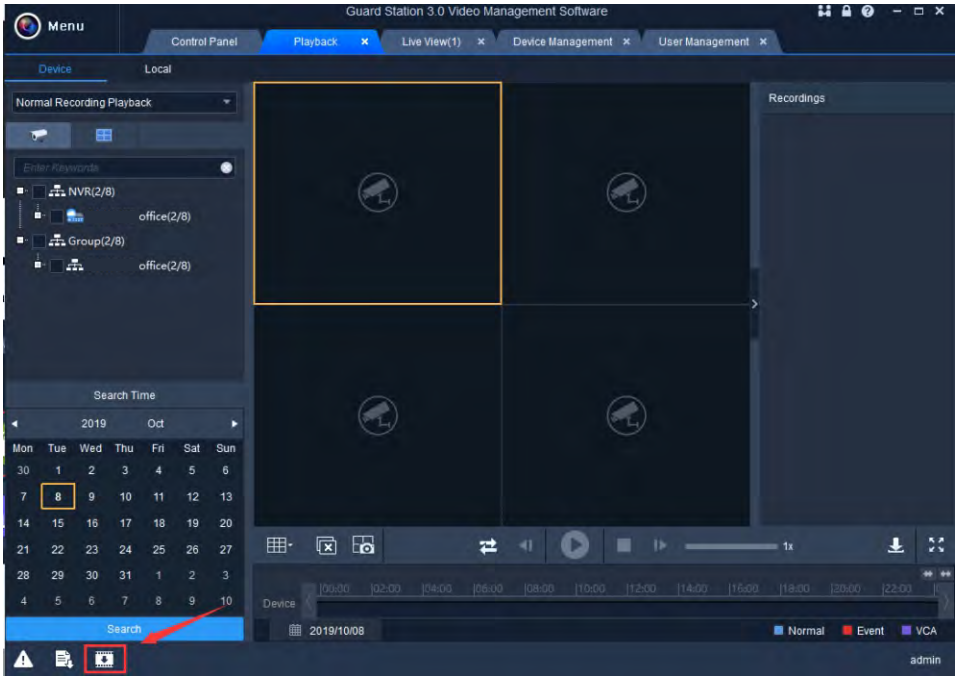 Guard Station 3.0 Video Management Software
Menu
Control Panel Playback × Live View(1) × Device Management × User Management ×
Device Local
Normal Recording Playback
Recordings
Enter Keywords
NVR(2/8)
office(2/8)
Group(2/8)
office(2/8)
Search Time
2019 Oct
Mon Tue Wed Thu Fri Sat Sun
30 1 2 3 4 5 6
7 8 9 10 11 12 13
14 15 16 17 18 19 20
21 22 23 24 25 26 27
28 29 30 31 1 2 3
4 5 6 7 8 9 10
Search
1x
00:00 02:00 04:00 06:00 08:00 10:00 12:00 14:00 16:00 18:00 20:00 22:00
Device
2019/10/08
Normal Event VCA
admin